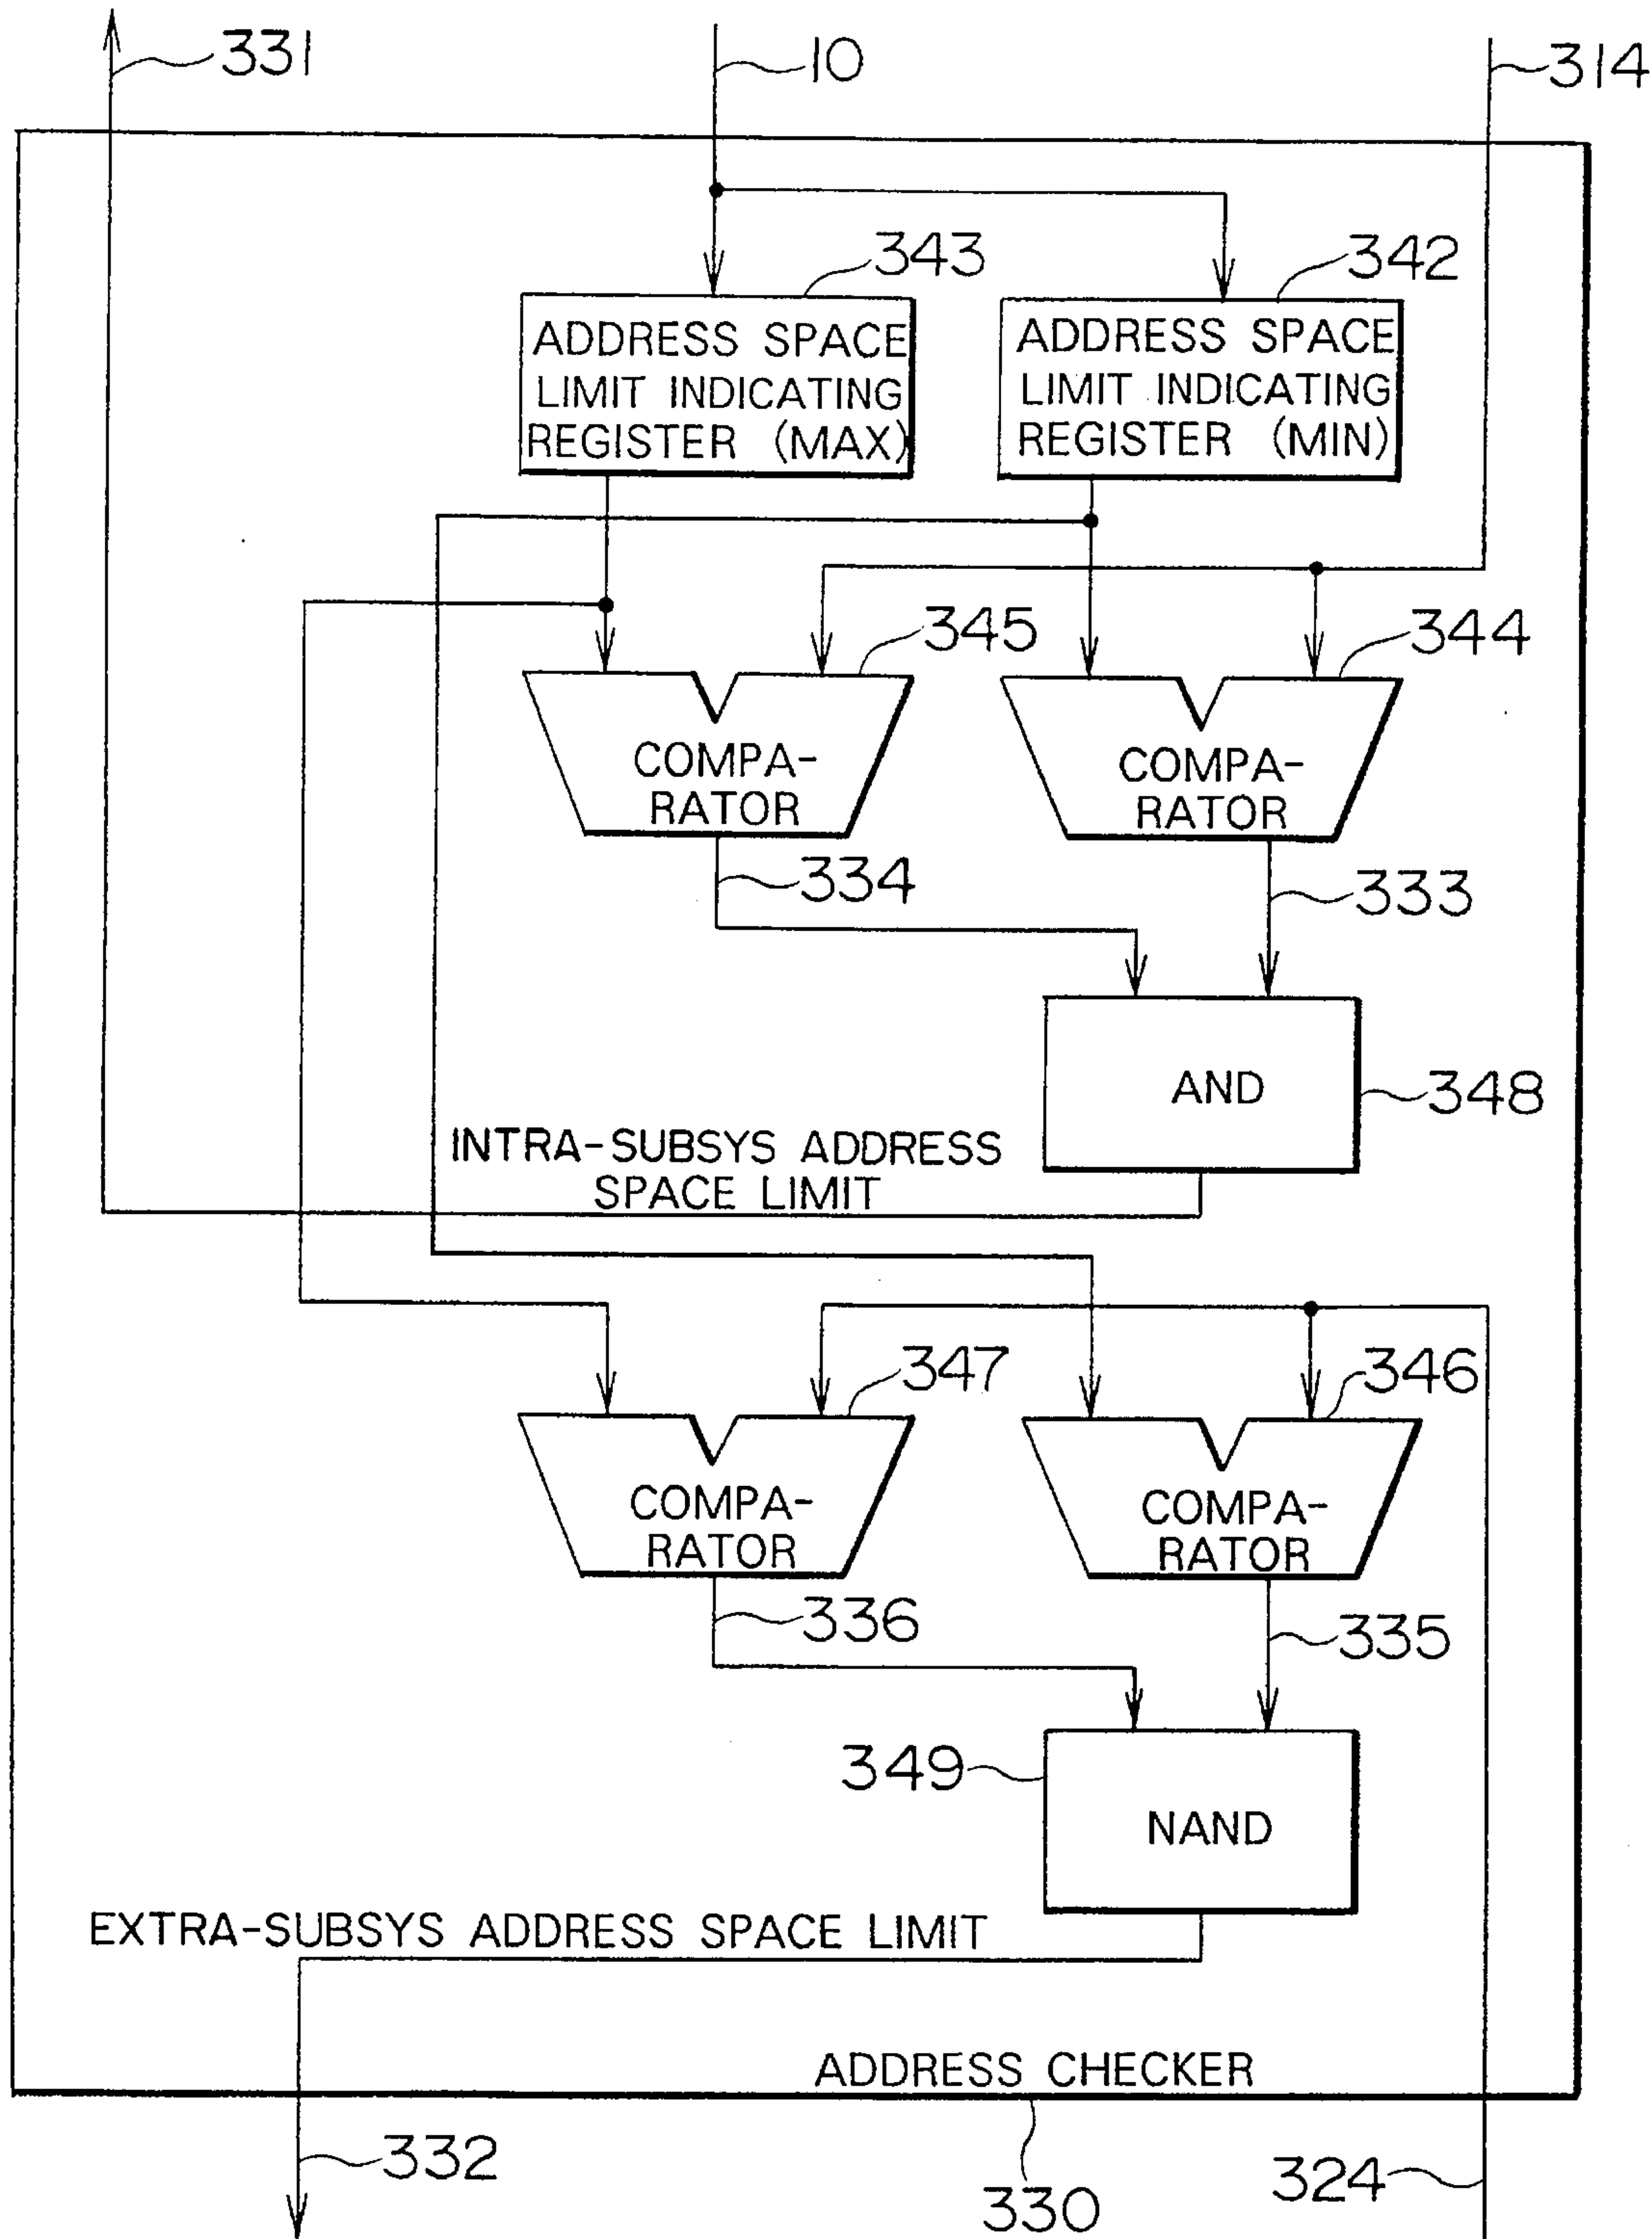 331
10
314
343
342
ADDRESS SPACE
LIMIT INDICATING
REGISTER (MAX)
ADDRESS SPACE
LIMIT INDICATING
REGISTER (MIN)
345
344
COMPA-
RATOR
COMPA-
RATOR
334
333
AND
348
INTRA-SUBSYS ADDRESS
SPACE LIMIT
347
346
COMPA-
RATOR
COMPA-
RATOR
336
335
349
NAND
EXTRA-SUBSYS ADDRESS SPACE LIMIT
ADDRESS CHECKER
332
330
324